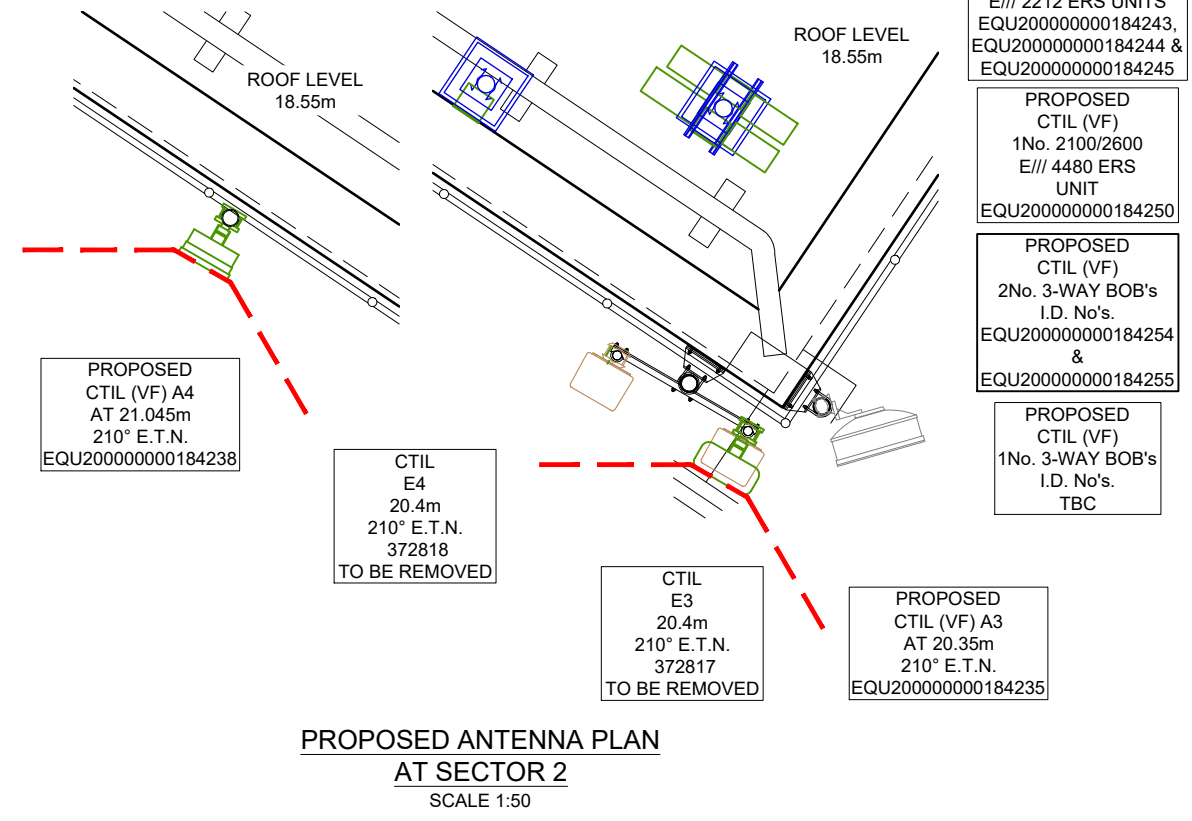 E/// 2212 ERS UNITS
EQU200000000184243,
EQU200000000184244 &
EQU200000000184245
ROOF LEVEL
18.55m
ROOF LEVEL
18.55m
PROPOSED
CTIL (VF)
1No. 2100/2600
E/// 4480 ERS
UNIT
EQU200000000184250
PROPOSED
CTIL (VF)
2No. 3-WAY BOB's
I.D. No's.
EQU200000000184254
&
EQU200000000184255
PROPOSED
CTIL (VF)
1No. 3-WAY BOB's
I.D. No's.
TBC
PROPOSED
CTIL (VF) A4
AT 21.045m
210° E.T.N.
EQU200000000184238
CTIL
E4
20.4m
210° E.T.N.
372818
TO BE REMOVED
CTIL
E3
20.4m
210° E.T.N.
372817
TO BE REMOVED
PROPOSED
CTIL (VF) A3
AT 20.35m
210° E.T.N.
EQU200000000184235
PROPOSED ANTENNA PLAN
AT SECTOR 2
SCALE 1:50